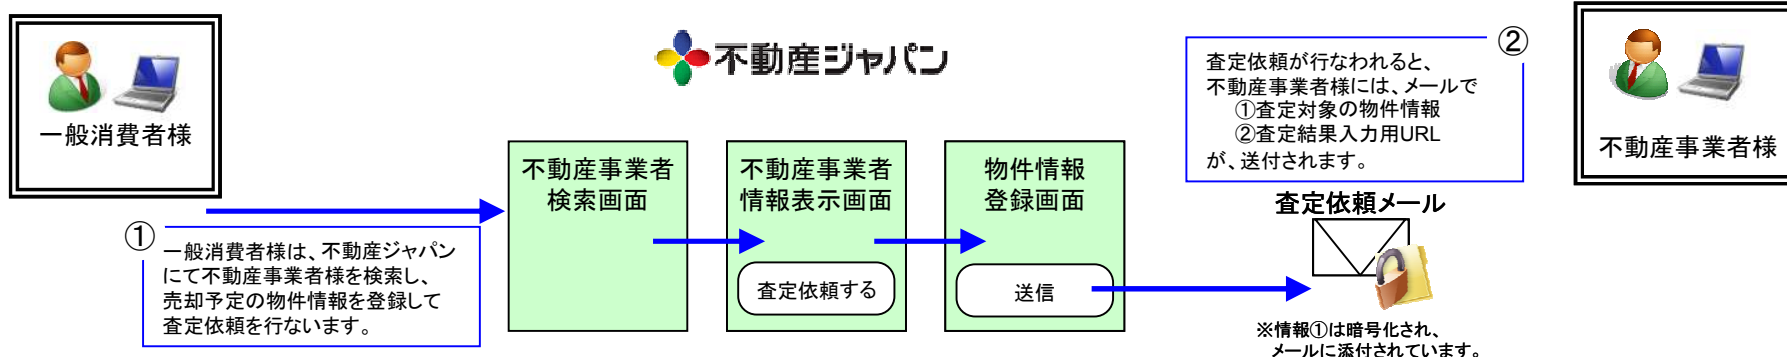 一般消費者様
①
一般消費者様は、不動産ジャパン
にて不動産事業者様を検索し、
売却予定の物件情報を登録して
査定依頼を行ないます。
不動産ジャパン
不動産事業者
検索画面
不動産事業者
情報表示画面
査定依頼する
物件情報
登録画面
送信
②
査定依頼が行なわれると、
不動産事業者様には、メールで
①査定対象の物件情報
②査定結果入力用URL
が、送付されます。
査定依頼メール
※情報①は暗号化され、
メールに添付されています。
不動産事業者様